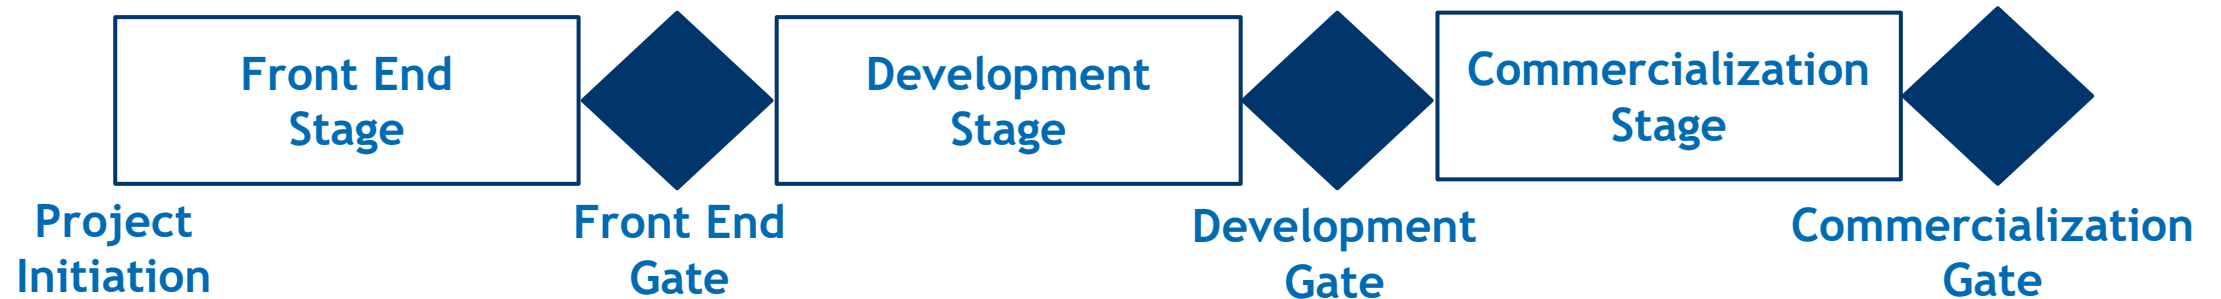 Front End
Stage
Development
Stage
Commercialization
Stage
Project
Initiation
Front End
Gate
Development
Gate
Commercialization
Gate